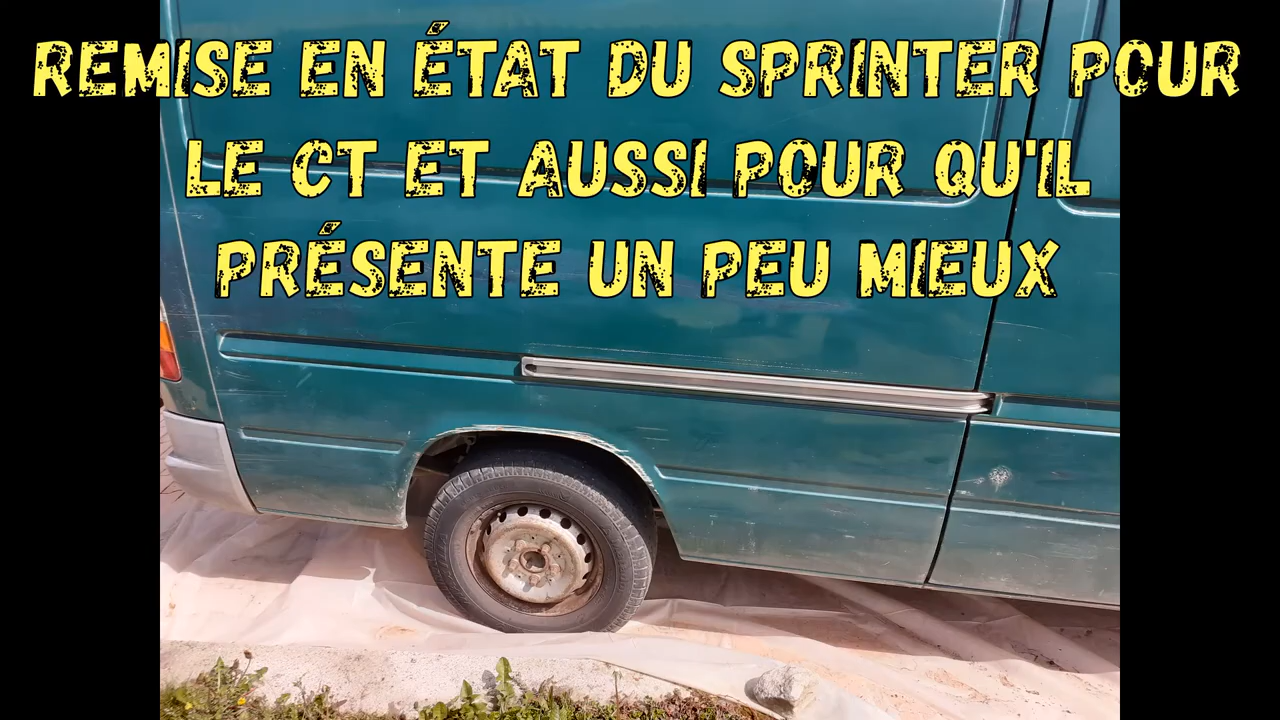 REMISE EN ÉTAT DU SPRINTER POUR
LE CT ET AUSSI POUR QU'IL
PRÉSENTE UN PEU MIEUX